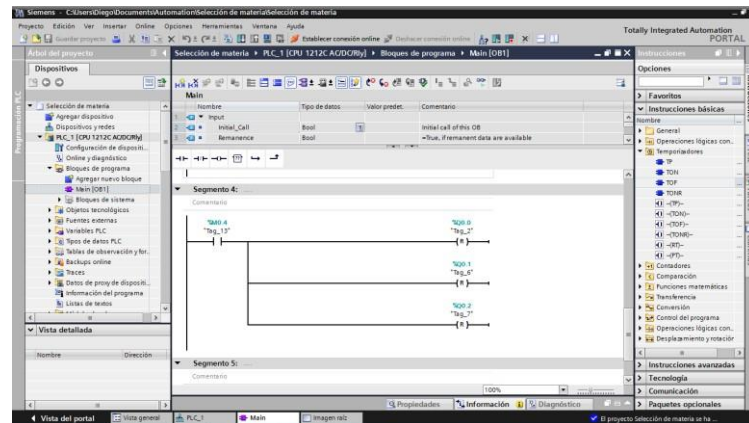 Siemens - C:\Users\Diego\Documents\Automation\Selección de materia\Selección de materia
Proyecto Edición Ver Insertar Online Opciones Herramientas Ventana Ayuda
Totally Integrated Automation
PORTAL
Guardar proyecto
Establecer conexión online
Deshacer conexión online
Árbol del proyecto
Selección de materia ▸ PLC_1 [CPU 1212C AC/DC/Rly] ▸ Bloques de programa ▸ Main [OB1]
Instrucciones
Dispositivos
Opciones
Programación PLC
Main
Nombre Tipo de datos Valor predet. Comentario
1 Input
2 Initial_Call Bool Initial call of this OB
3 Remanence Bool =True, if remanent data are available
Selección de materia
Agregar dispositivo
Dispositivos y redes
PLC_1 [CPU 1212C AC/DC/Rly]
Configuración de dispositi...
Online y diagnóstico
Bloques de programa
Agregar nuevo bloque
Main [OB1]
Bloques de sistema
Objetos tecnológicos
Fuentes externas
Variables PLC
Tipos de datos PLC
Tablas de observación y for...
Backups online
Traces
Datos de proxy de dispositi...
Información del programa
Listas de textos
Vista detallada
Nombre Dirección
Segmento 4: ...
Comentario
%M0.4
"Tag_13"
%Q0.0
"Tag_2"
(R)
%Q0.1
"Tag_6"
(R)
%Q0.2
"Tag_7"
(R)
Segmento 5: ...
Comentario
100%
Favoritos
Instrucciones básicas
Nombre
General
Operaciones lógicas con...
Temporizadores
TP
TON
TOF
TONR
-(TP)-
-(TON)-
-(TOF)-
-(TONR)-
-(RT)-
-(PT)-
Contadores
Comparación
Funciones matemáticas
Transferencia
Conversión
Control del programa
Operaciones lógicas con...
Desplazamiento y rotación
Instrucciones avanzadas
Tecnología
Comunicación
Paquetes opcionales
Propiedades Información Diagnóstico
Vista del portal Vista general PLC_1 Main Imagen raíz El proyecto Selección de materia se ha ...